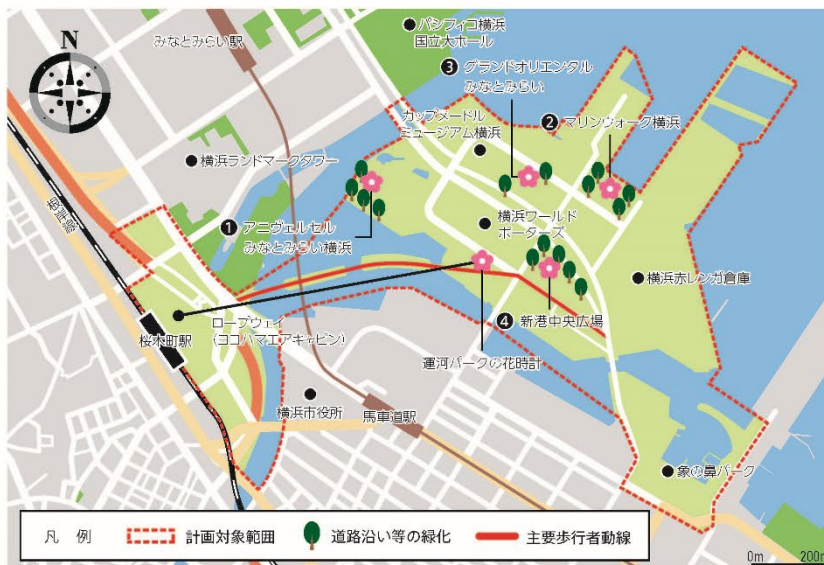 N
みなとみらい駅
パシフィコ横浜
国立大ホール
❸ グランドオリエンタル
みなとみらい
カップヌードル
ミュージアム横浜
❷ マリンウォーク横浜
横浜ランドマークタワー
❶ アニヴェルセル
みなとみらい横浜
横浜ワールド
ポーターズ
横浜赤レンガ倉庫
根岸線
ロープウェイ
(ヨコハマエアキャビン)
桜木町駅
❹ 新港中央広場
運河パークの花時計
横浜市役所
馬車道駅
象の鼻パーク
凡 例
計画対象範囲
道路沿い等の緑化
主要歩行者動線
0m
200m